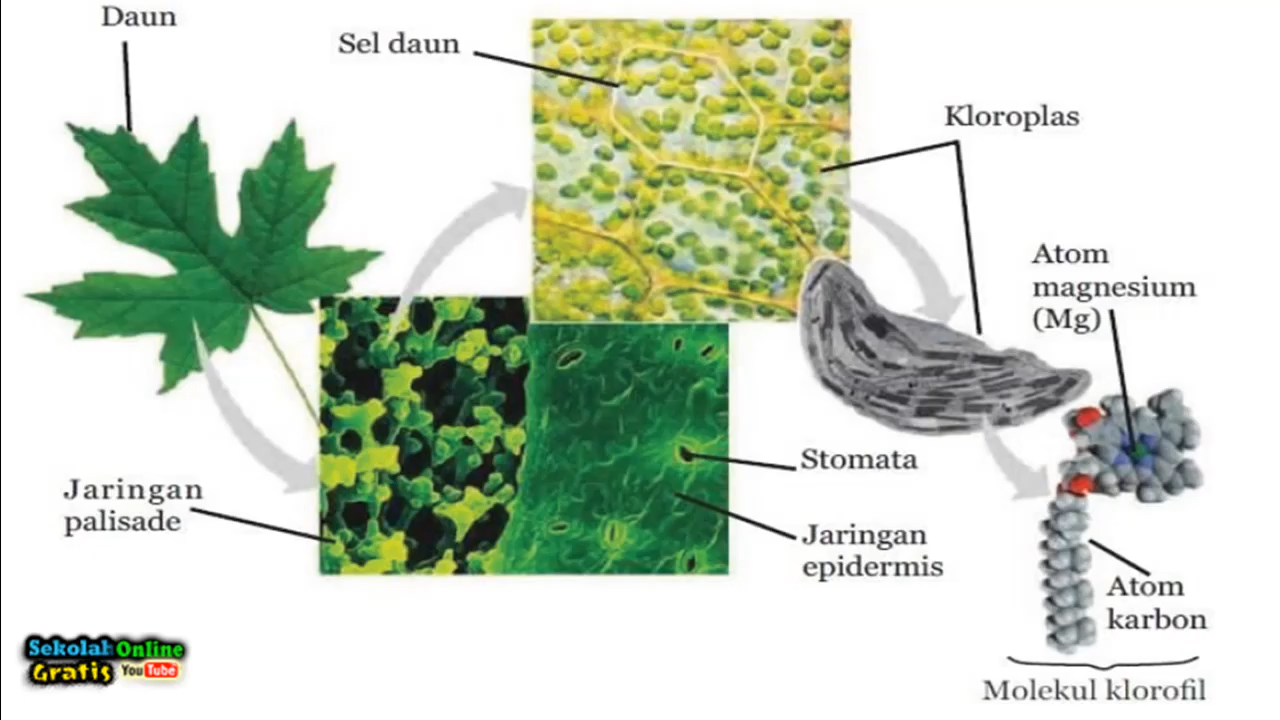 Daun
Sel daun
Kloroplas
Atom
magnesium
(Mg)
Stomata
Jaringan
palisade
Jaringan
epidermis
Atom
karbon
Molekul klorofil
Sekolah Online
Gratis YouTube